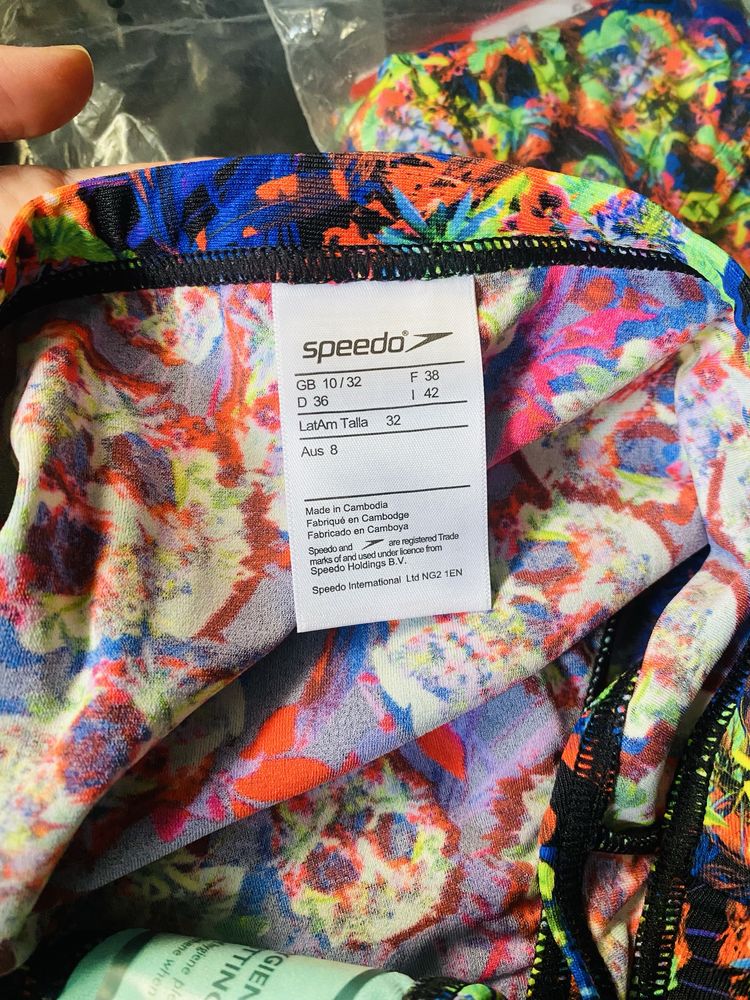 speedo®
GB 10/32 F 38
D 36 I 42
LatAm Talla 32
Aus 8
Made in Cambodia
Fabriqué en Cambodge
Fabricado en Camboya
Speedo and are registered Trade
marks of and used under licence from
Speedo Holdings B.V.
Speedo International Ltd NG2 1EN